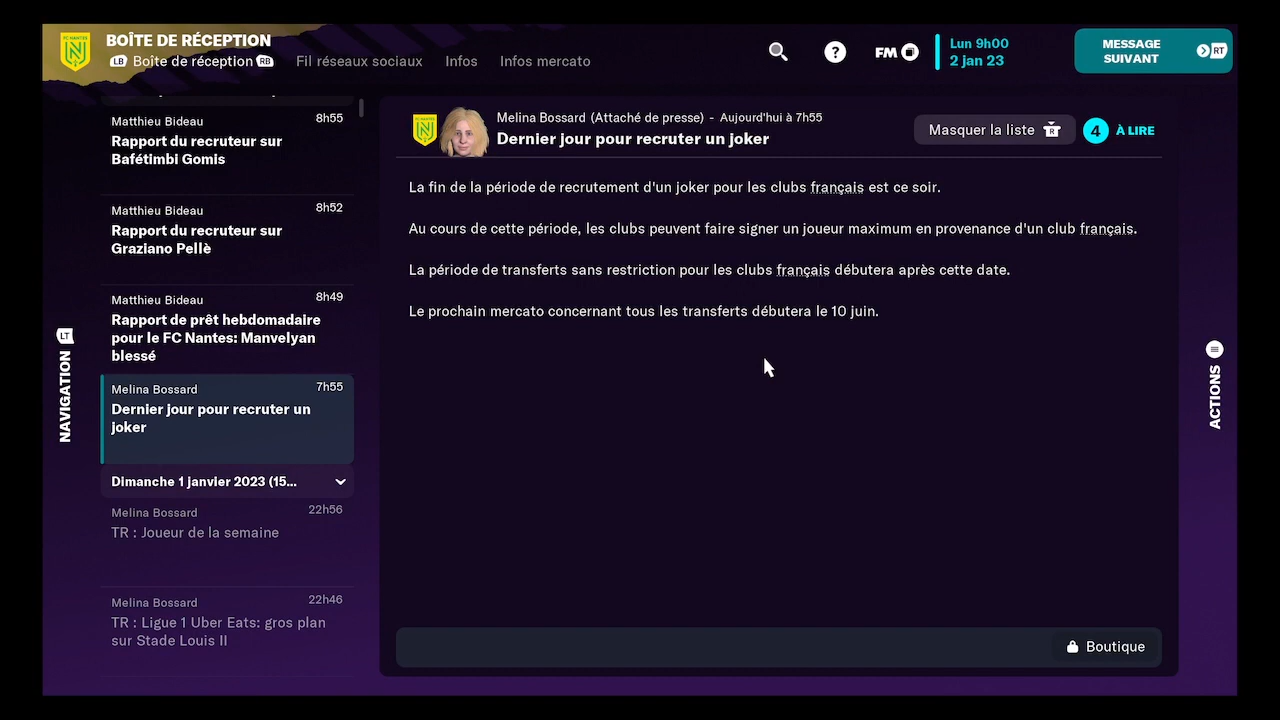 FC NANTES
BOÎTE DE RÉCEPTION
LB Boîte de réception RB
Fil réseaux sociaux
Infos
Infos mercato
?
FM
Lun 9h00
2 jan 23
MESSAGE
SUIVANT
RT
NAVIGATION
LT
Matthieu Bideau
8h55
Rapport du recruteur sur
Bafétimbi Gomis
Matthieu Bideau
8h52
Rapport du recruteur sur
Graziano Pellè
Matthieu Bideau
8h49
Rapport de prêt hebdomadaire
pour le FC Nantes: Manvelyan
blessé
Melina Bossard
7h55
Dernier jour pour recruter un
joker
Dimanche 1 janvier 2023 (15...
Melina Bossard
22h56
TR : Joueur de la semaine
Melina Bossard
22h46
TR : Ligue 1 Uber Eats: gros plan
sur Stade Louis II
Melina Bossard (Attaché de presse) - Aujourd'hui à 7h55
Dernier jour pour recruter un joker
Masquer la liste R
4 À LIRE
La fin de la période de recrutement d'un joker pour les clubs français est ce soir.
Au cours de cette période, les clubs peuvent faire signer un joueur maximum en provenance d'un club français.
La période de transferts sans restriction pour les clubs français débutera après cette date.
Le prochain mercato concernant tous les transferts débutera le 10 juin.
Boutique
ACTIONS